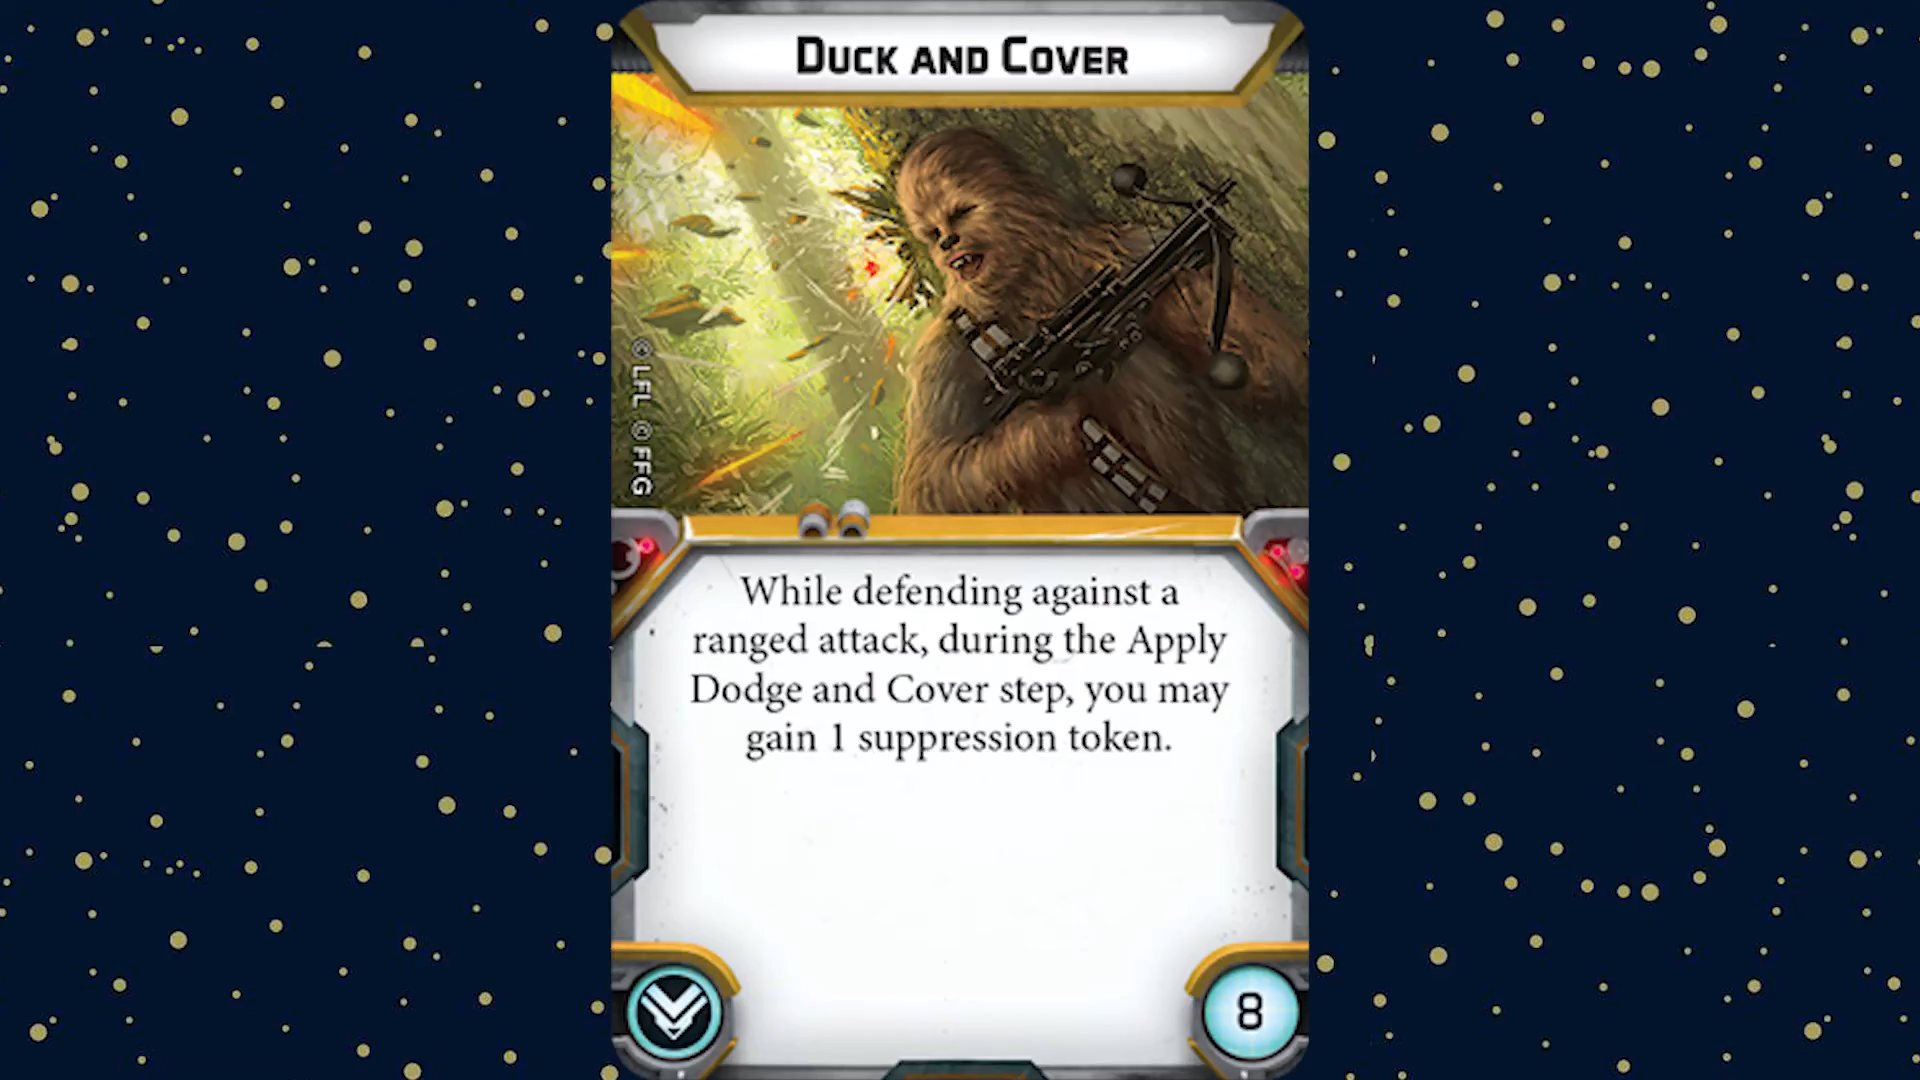 DUCK AND COVER
© LFL © FFG
While defending against a
ranged attack, during the Apply
Dodge and Cover step, you may
gain 1 suppression token.
8